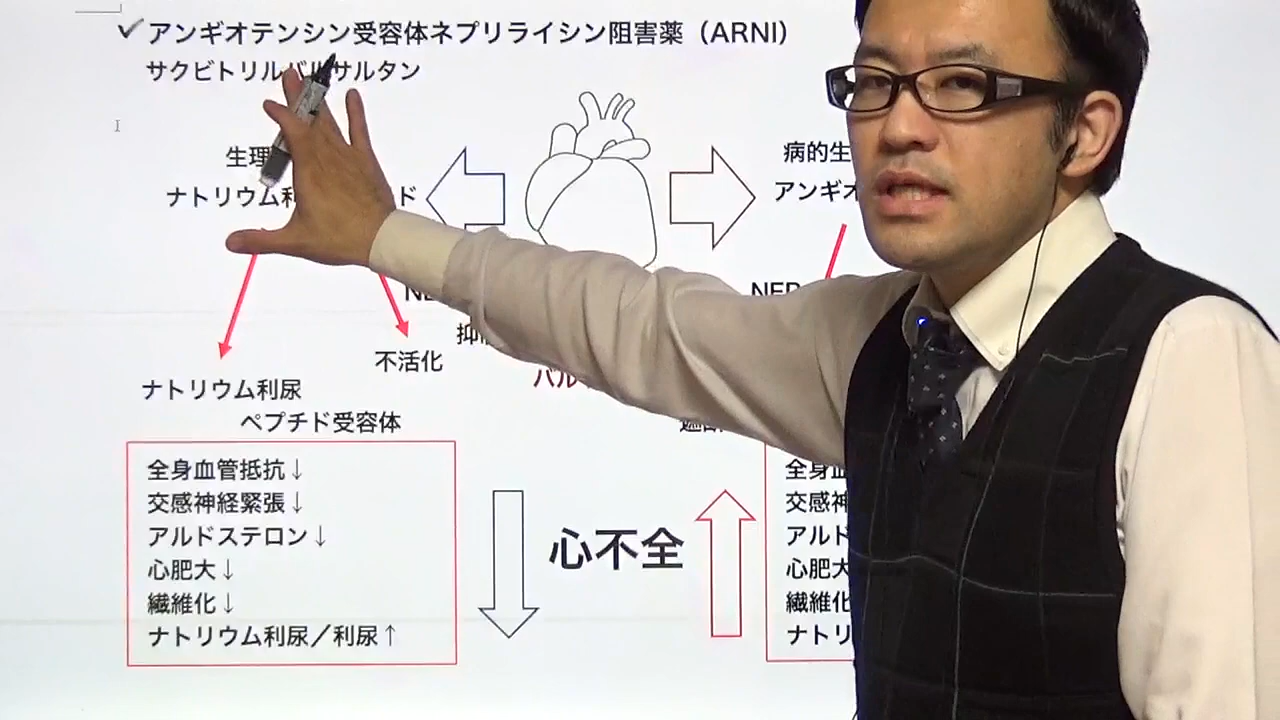 アンギオテンシン受容体ネプリライシン阻害薬（ARNI）
サクビトリルバルサルタン
生理
病的生
ナトリウム利 ド
アンギオ
NEP
不活化
バル
ナトリウム利尿
ペプチド受容体
全身血管抵抗↓
交感神経緊張↓
アルドステロン↓
心肥大↓
繊維化↓
ナトリウム利尿／利尿↑
心不全
全身血
交感神
アルド
心肥大
繊維化
ナトリ